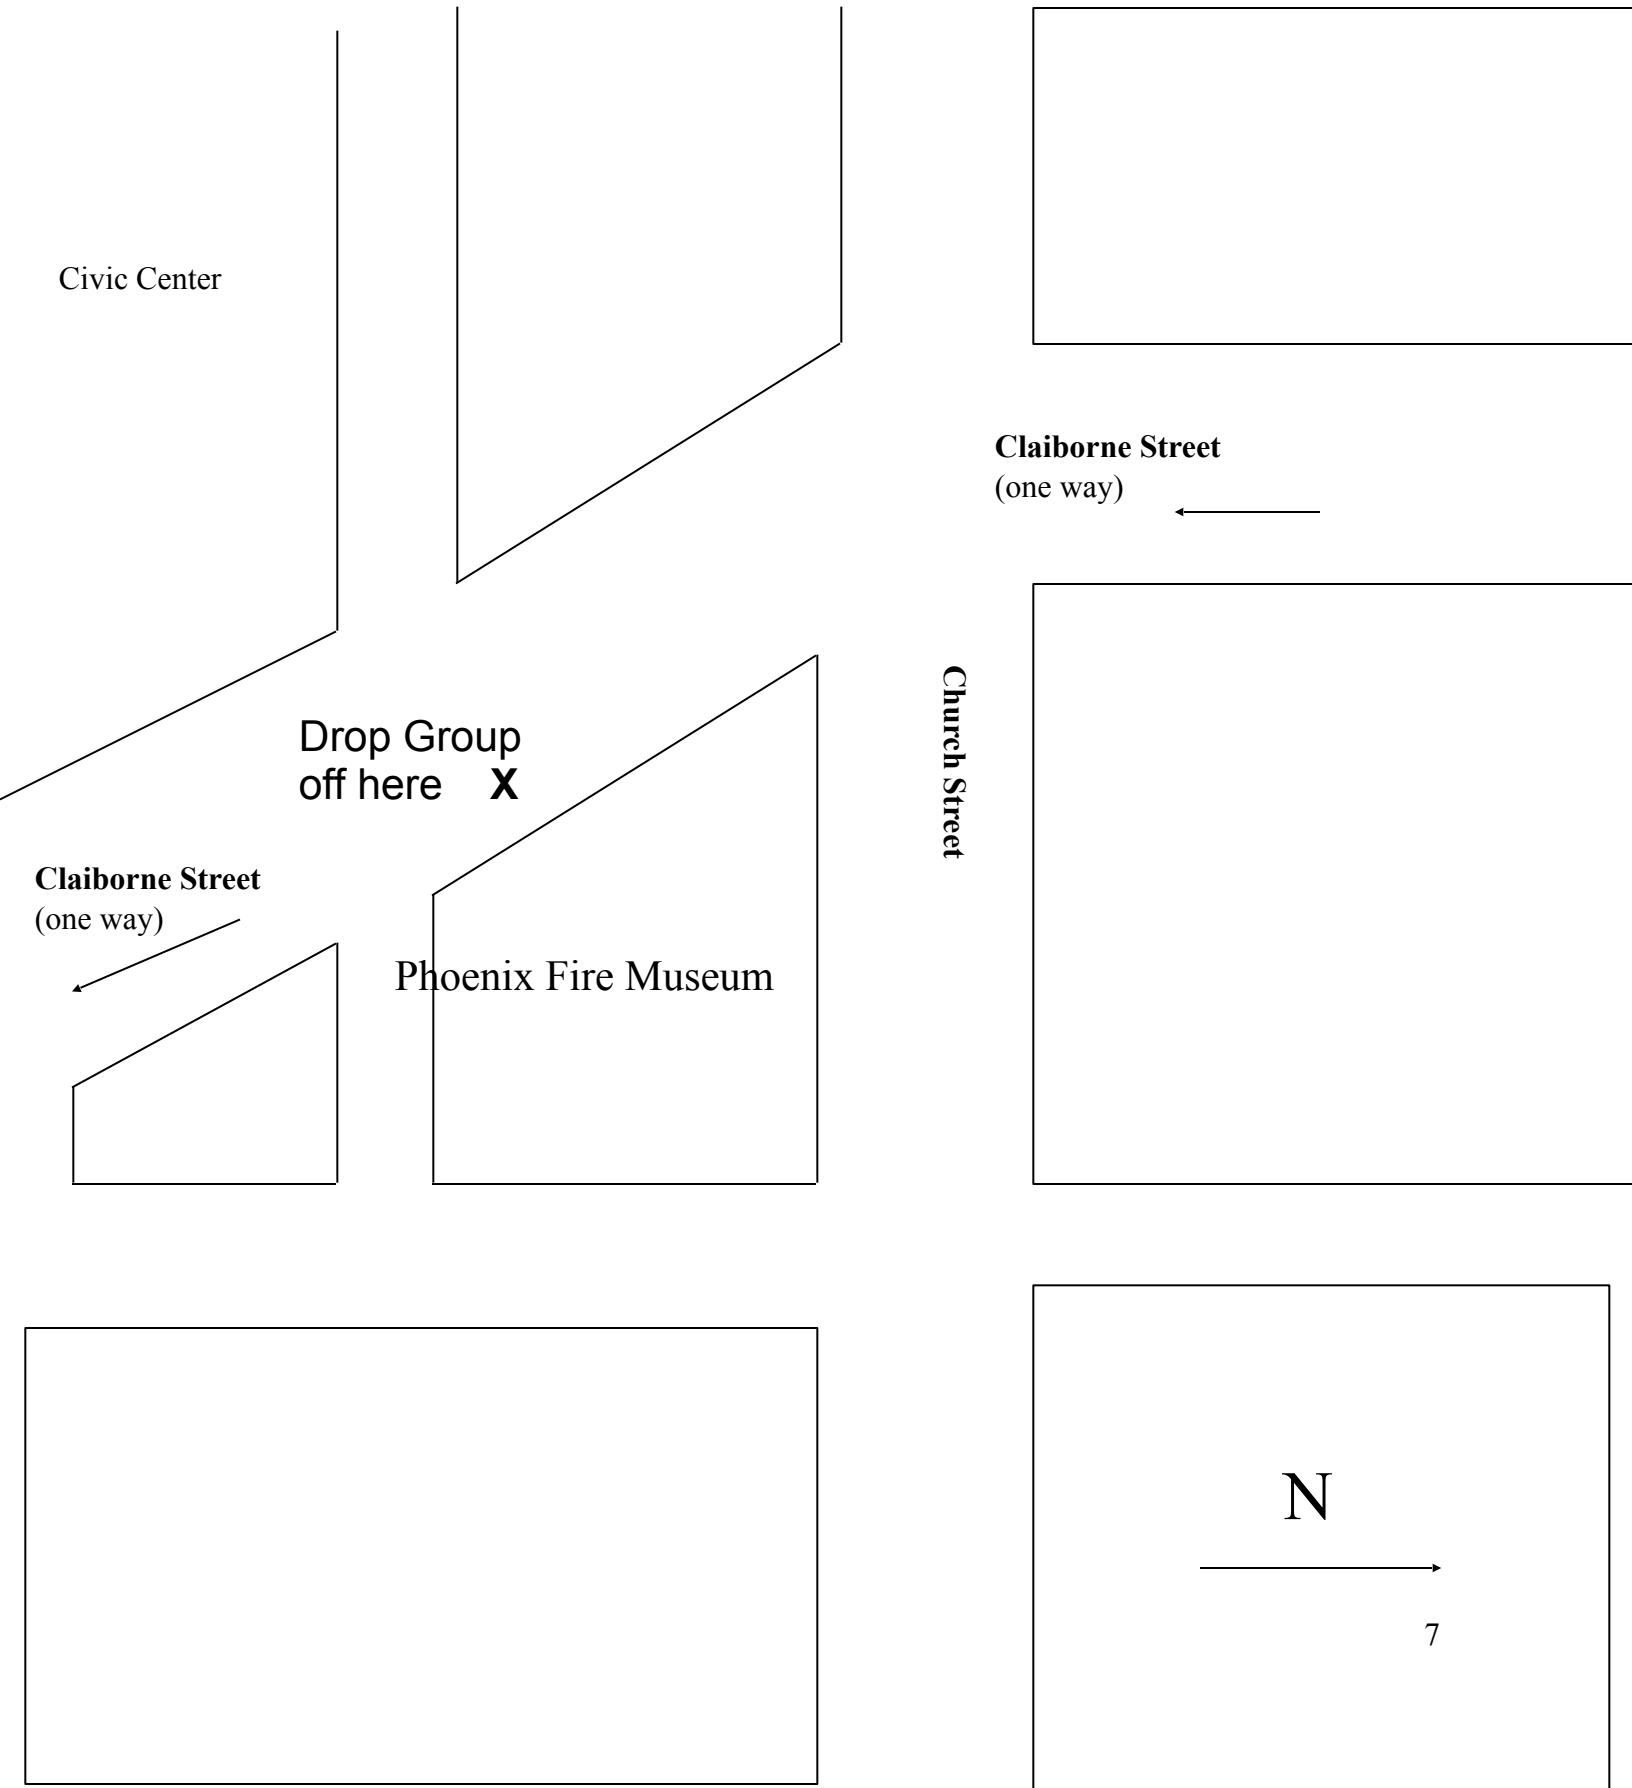 Civic Center
Claiborne Street
(one way)
Church Street
Drop Group
off here X
Claiborne Street
(one way)
Phoenix Fire Museum
N
7